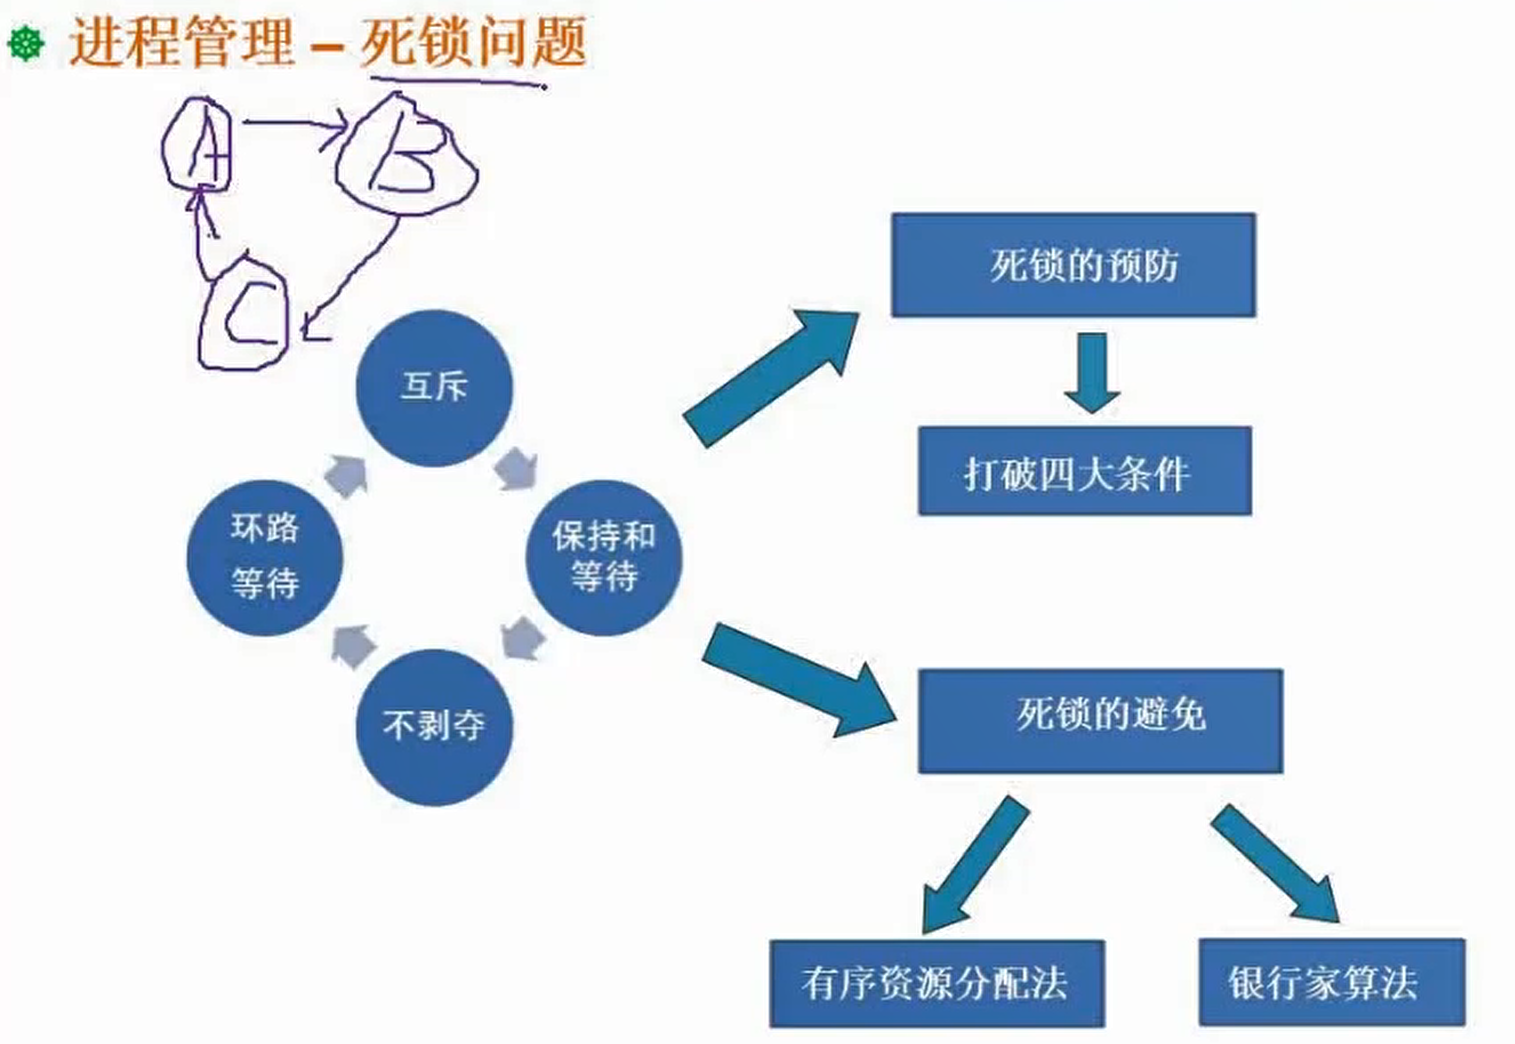 进程管理 – 死锁问题
A
B
C
互斥
保持和
等待
不剥夺
环路
等待
死锁的预防
打破四大条件
死锁的避免
有序资源分配法
银行家算法